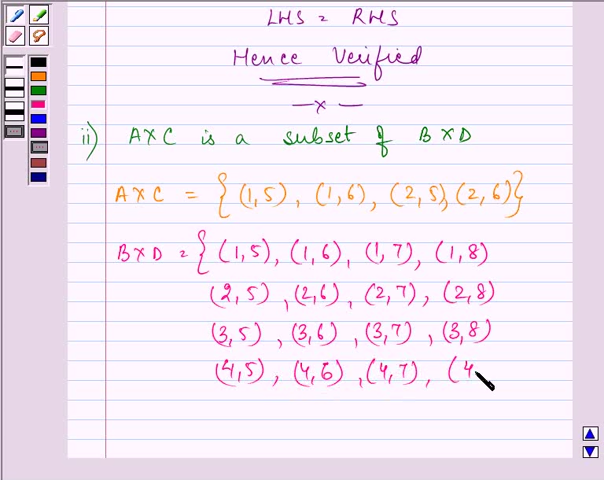 LHS = RHS
Hence Verified
—x—
ii) A×C is a subset of B×D
A×C = {(1,5), (1,6), (2,5), (2,6)}
B×D = {(1,5), (1,6), (1,7), (1,8)
(2,5), (2,6), (2,7), (2,8)
(3,5), (3,6), (3,7), (3,8)
(4,5), (4,6), (4,7), (4